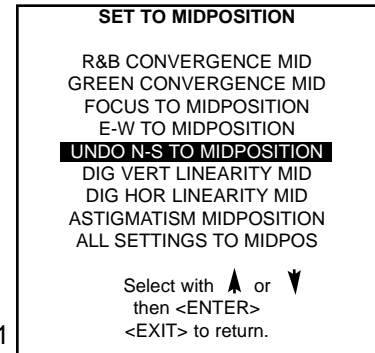 SET TO MIDPOSITION
R&B CONVERGENCE MID
GREEN CONVERGENCE MID
FOCUS TO MIDPOSITION
E-W TO MIDPOSITION
UNDO N-S TO MIDPOSITION
DIG VERT LINEARITY MID
DIG HOR LINEARITY MID
ASTIGMATISM MIDPOSITION
ALL SETTINGS TO MIDPOS
Select with or
then <ENTER>
<EXIT> to return.
1